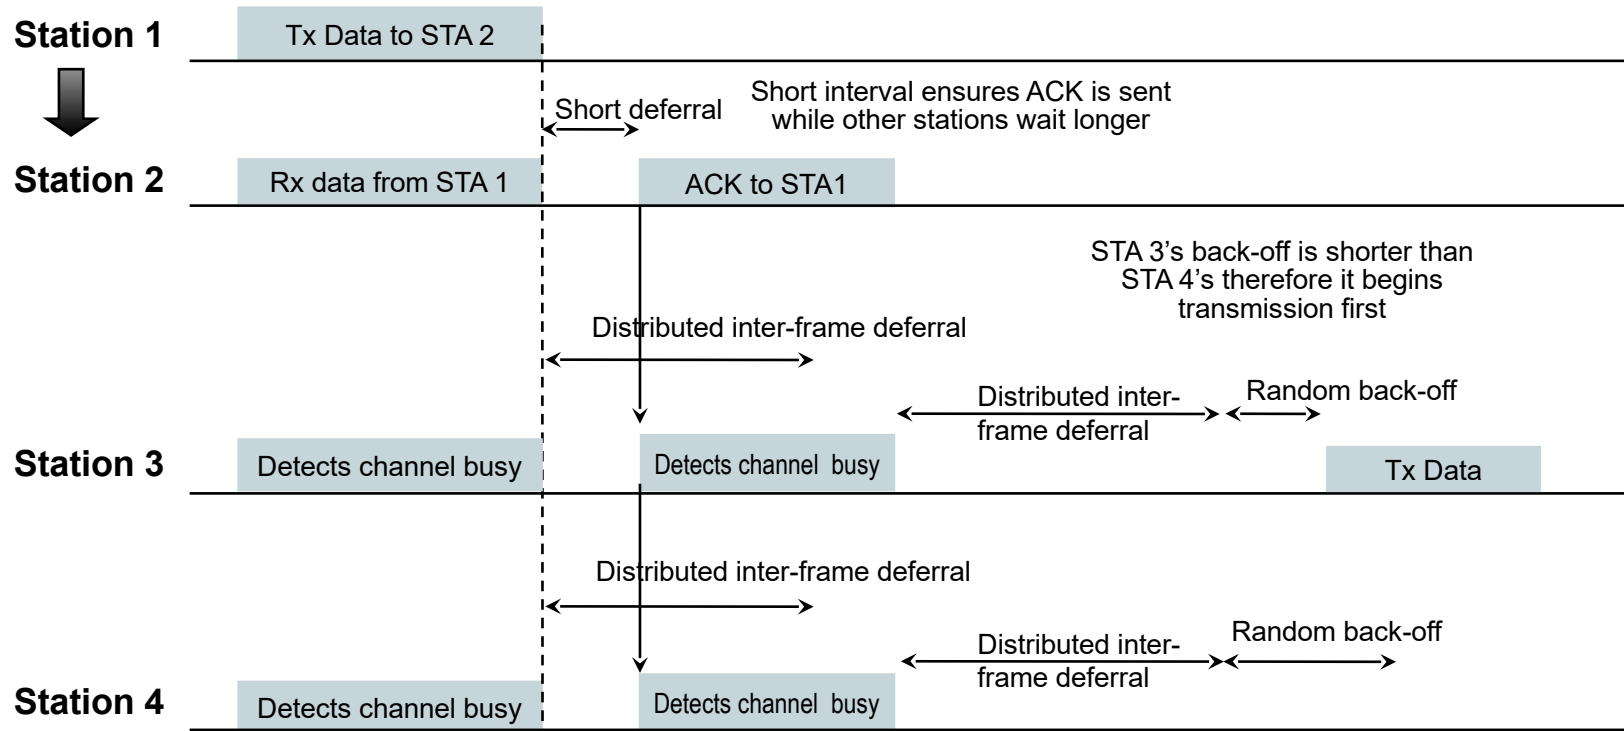 Station 1
Tx Data to STA 2
Short deferral
Short interval ensures ACK is sent
while other stations wait longer
Station 2
Rx data from STA 1
ACK to STA1
STA 3’s back-off is shorter than
STA 4’s therefore it begins
transmission first
Distributed inter-frame deferral
Distributed inter-
frame deferral
Random back-off
Station 3
Detects channel busy
Detects channel busy
Tx Data
Distributed inter-frame deferral
Distributed inter-
frame deferral
Random back-off
Station 4
Detects channel busy
Detects channel busy